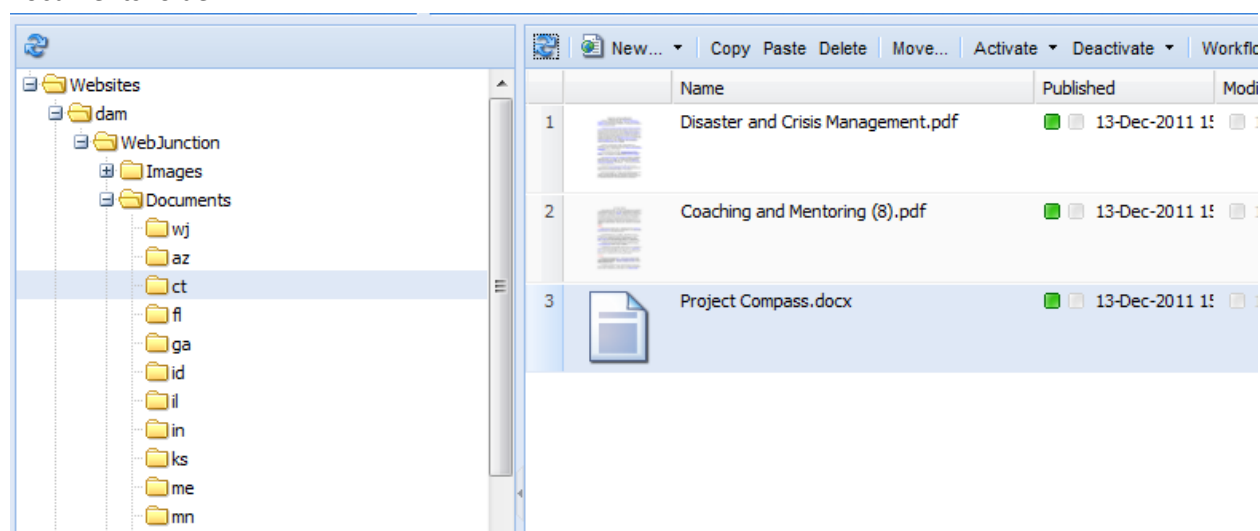 New... Copy Paste Delete Move... Activate Deactivate
Websites
dam
WebJunction
Images
Documents
wj
az
ct
fl
ga
id
il
in
ks
me
mn
Name Published
1 Disaster and Crisis Management.pdf 13-Dec-2011
2 Coaching and Mentoring (8).pdf 13-Dec-2011
3 Project Compass.docx 13-Dec-2011